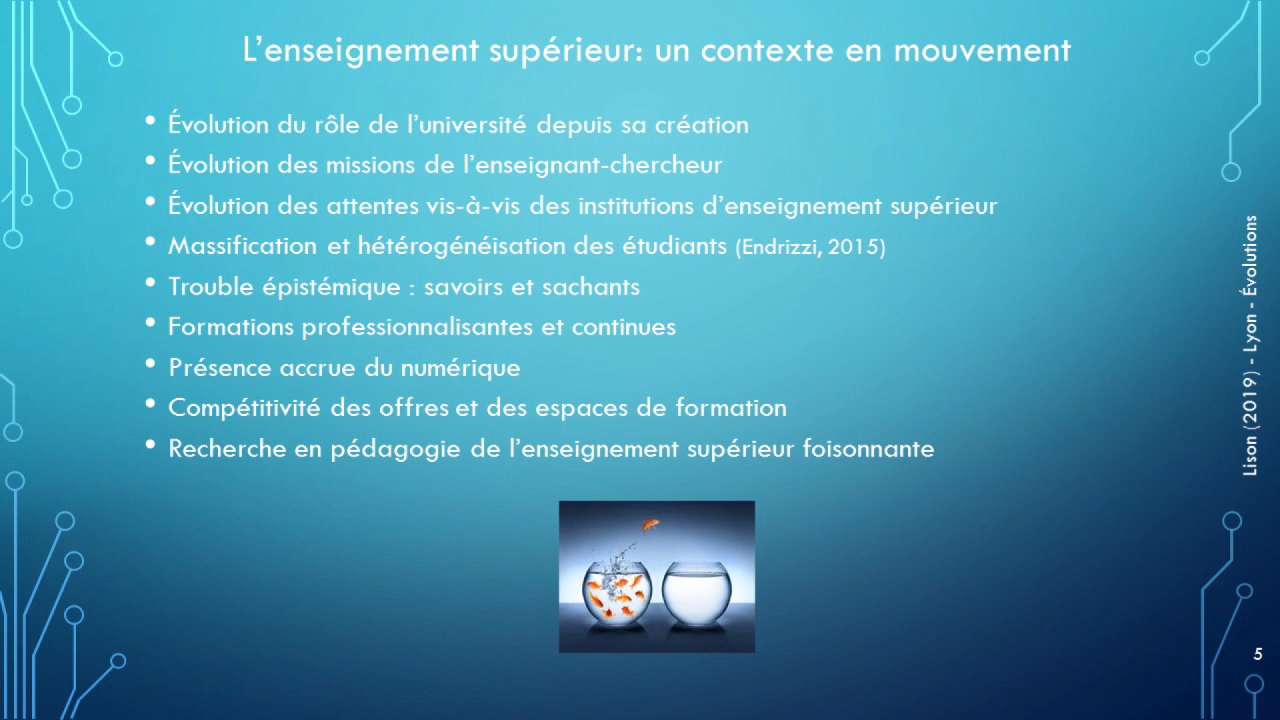 L’enseignement supérieur: un contexte en mouvement
• Évolution du rôle de l’université depuis sa création
• Évolution des missions de l’enseignant-chercheur
• Évolution des attentes vis-à-vis des institutions d’enseignement supérieur
• Massification et hétérogénéisation des étudiants (Endrizzi, 2015)
• Trouble épistémique : savoirs et sachants
• Formations professionnalisantes et continues
• Présence accrue du numérique
• Compétitivité des offres et des espaces de formation
• Recherche en pédagogie de l’enseignement supérieur foisonnante
Lison (2019) - Lyon - Évolutions
5